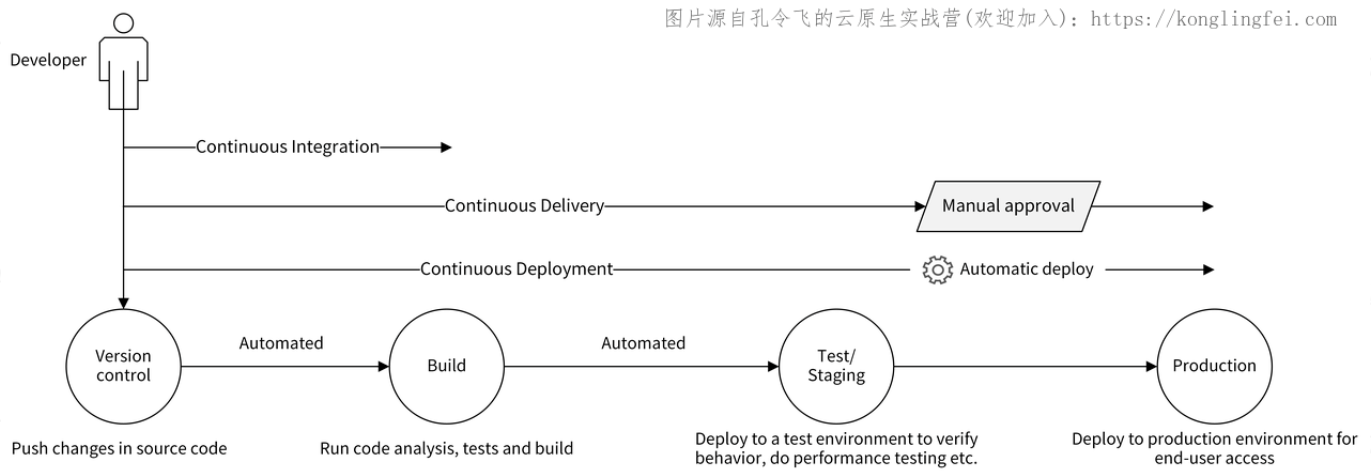 图片源自孔令飞的云原生实战营(欢迎加入)：https://konglingfei.com
Developer
Continuous Integration
Continuous Delivery
Manual approval
Continuous Deployment
Automatic deploy
Version
control
Automated
Build
Automated
Test/
Staging
Production
Push changes in source code
Run code analysis, tests and build
Deploy to a test environment to verify
behavior, do performance testing etc.
Deploy to production environment for
end-user access